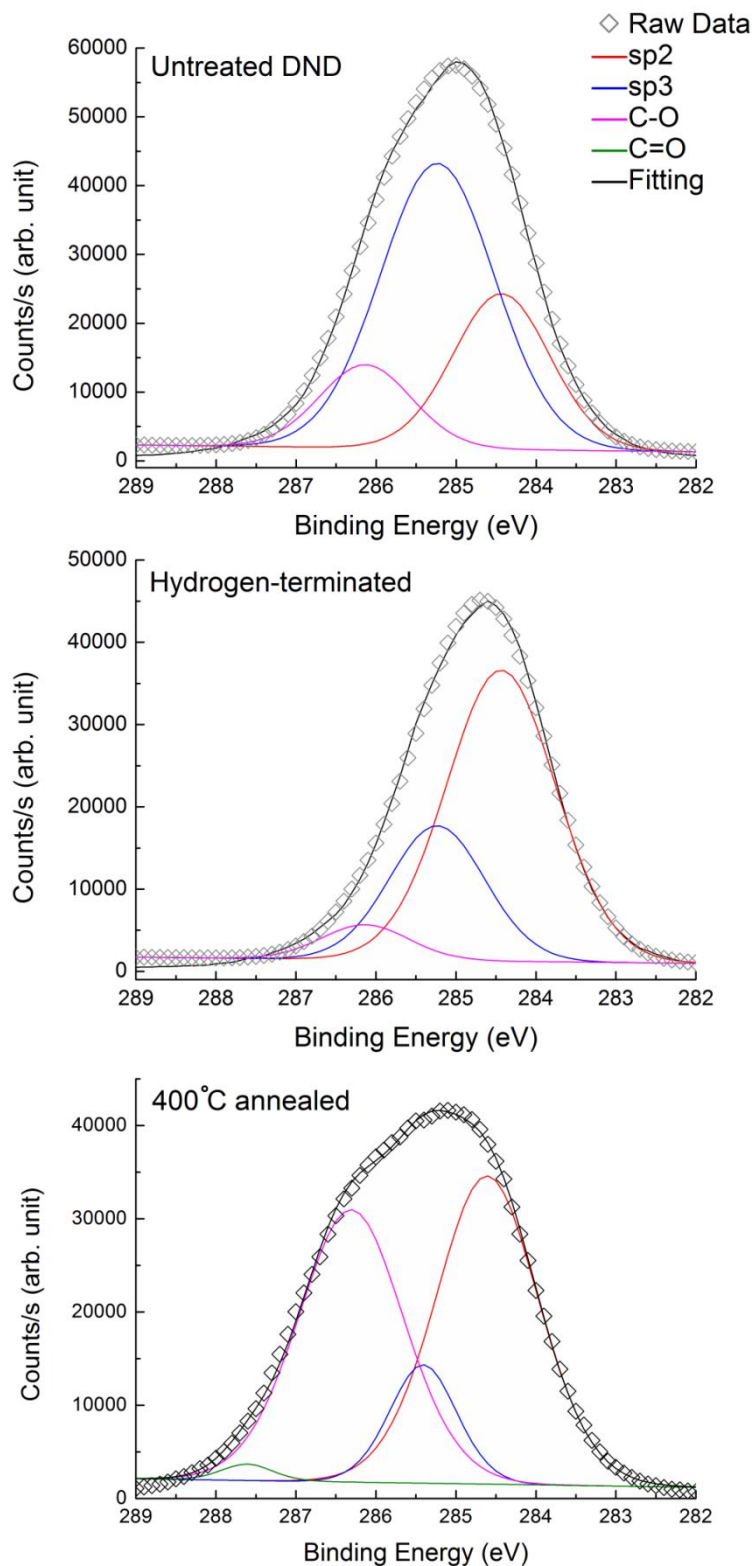 Raw Data
sp2
sp3
C-O
C=O
Fitting
Untreated DND
Counts/s (arb. unit)
60000
50000
40000
30000
20000
10000
0
289 288 287 286 285 284 283 282
Binding Energy (eV)
Hydrogen-terminated
Counts/s (arb. unit)
50000
40000
30000
20000
10000
0
289 288 287 286 285 284 283 282
Binding Energy (eV)
400°C annealed
Counts/s (arb. unit)
40000
30000
20000
10000
0
289 288 287 286 285 284 283 282
Binding Energy (eV)